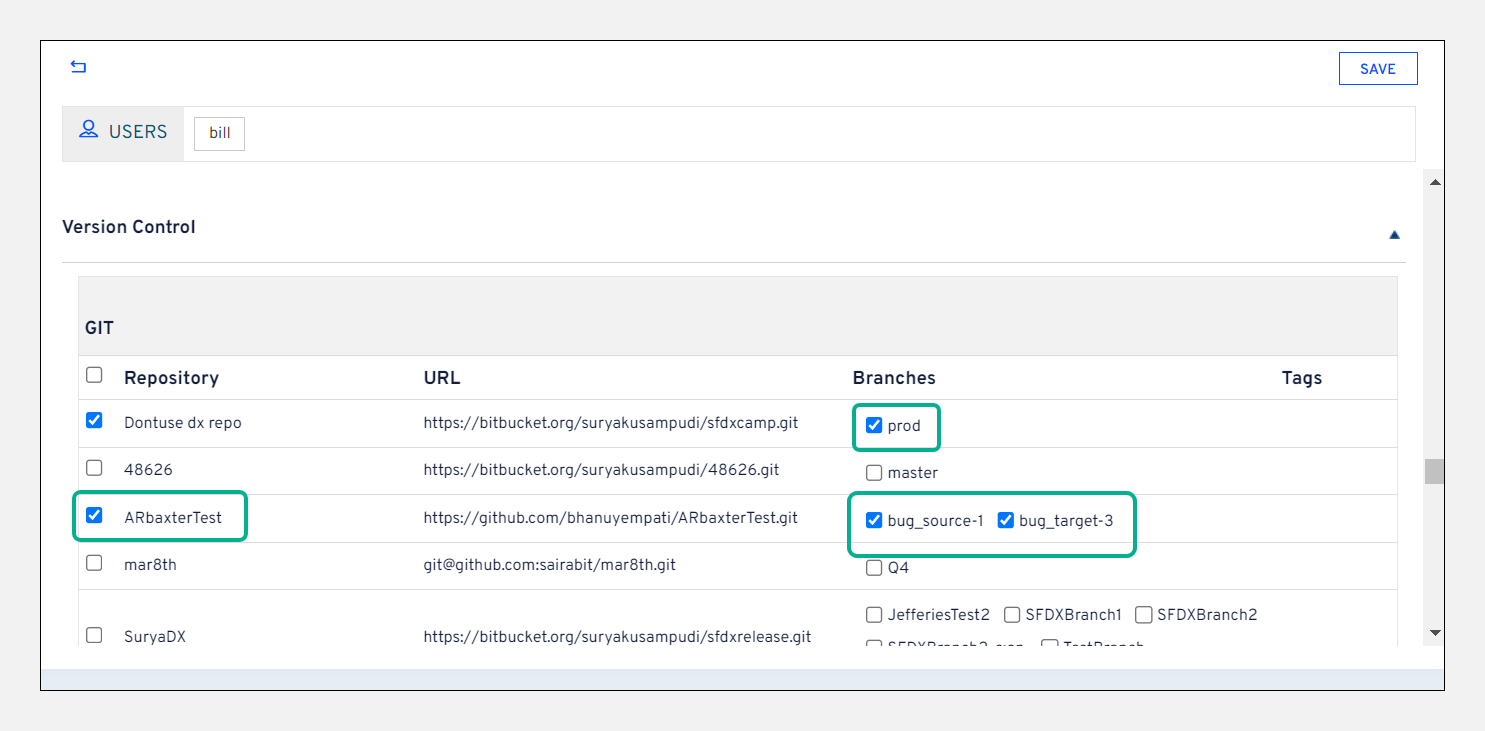 SAVE
USERS bill
Version Control
GIT
Repository URL Branches Tags
Dontuse dx repo https://bitbucket.org/suryakusampudi/sfdxcamp.git prod
48626 https://bitbucket.org/suryakusampudi/48626.git master
ARbaxterTest https://github.com/bhanuyempati/ARbaxterTest.git bug_source-1 bug_target-3
mar8th git@github.com:sairabit/mar8th.git Q4
JefferiesTest2 SFDXBranch1 SFDXBranch2
SuryaDX https://bitbucket.org/suryakusampudi/sfdxrelease.git
TestBranch